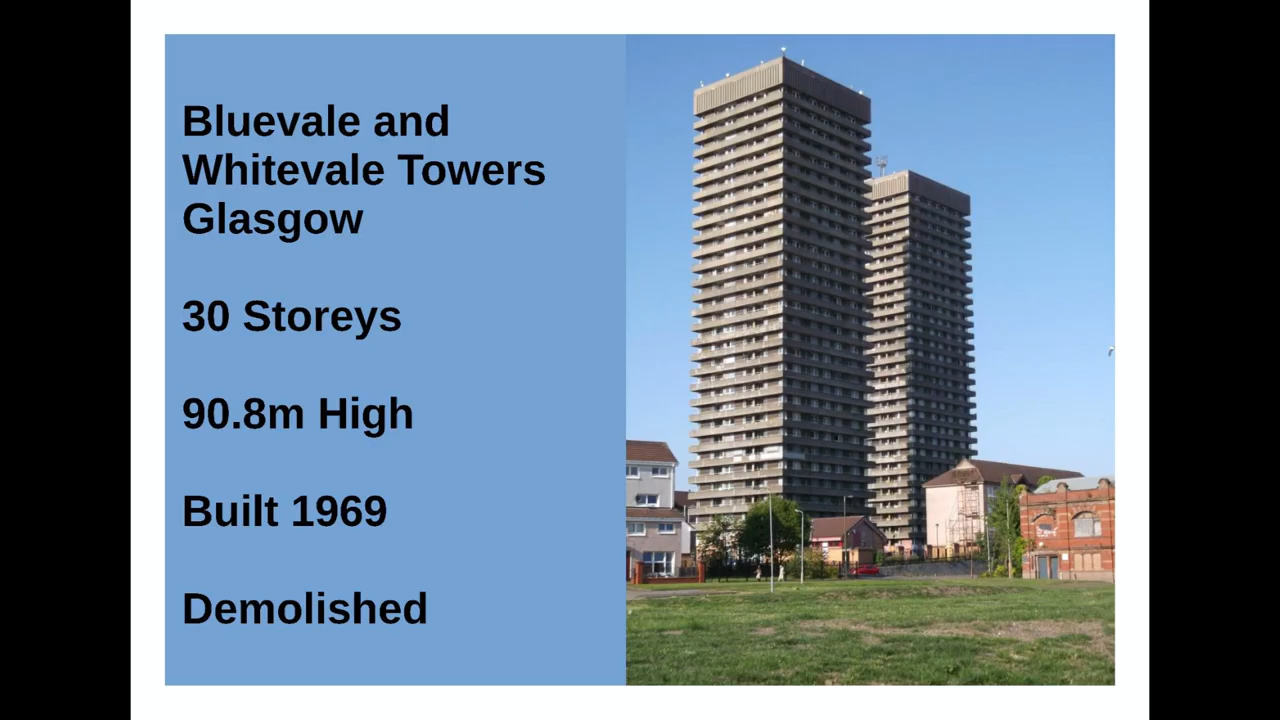 Bluevale and
Whitevale Towers
Glasgow
30 Storeys
90.8m High
Built 1969
Demolished